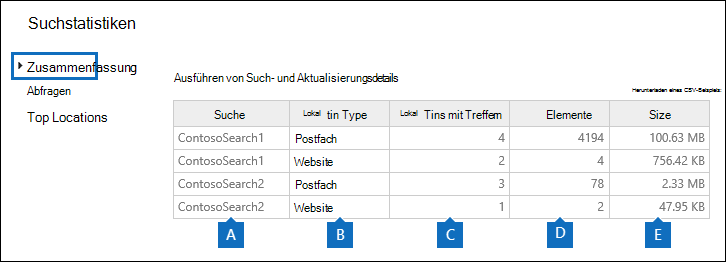 Suchstatistiken
Zusammenfassung
Abfragen
Top Locations
Ausführen von Such- und Aktualisierungsdetails
Herunterladen eines CSV-Beispiels:
Suche Lokal tin Type Lokal Tins mit Treffern Elemente Size
ContosoSearch1 Postfach 4 4194 100.63 MB
ContosoSearch1 Website 2 4 756.42 KB
ContosoSearch2 Postfach 3 78 2.33 MB
ContosoSearch2 Website 1 2 47.95 KB
A B C D E